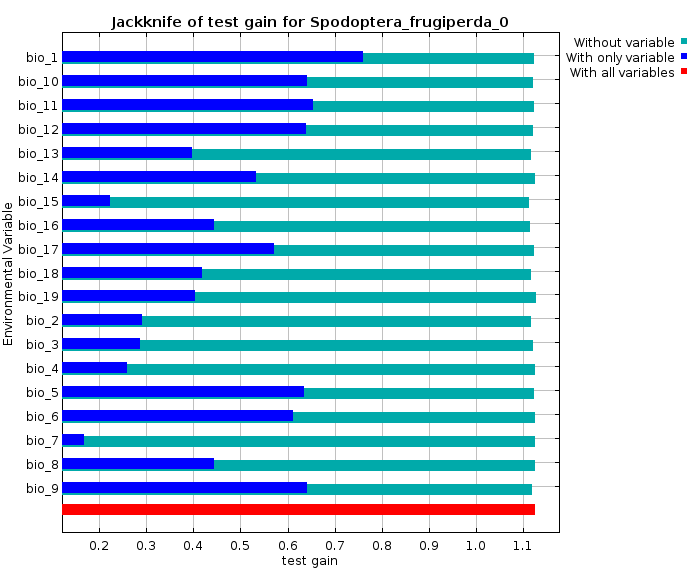 Jackknife of test gain for Spodoptera_frugiperda_0
Without variable
With only variable
With all variables
Environmental Variable
bio_1
bio_10
bio_11
bio_12
bio_13
bio_14
bio_15
bio_16
bio_17
bio_18
bio_19
bio_2
bio_3
bio_4
bio_5
bio_6
bio_7
bio_8
bio_9
0.2 0.3 0.4 0.5 0.6 0.7 0.8 0.9 1.0 1.1
test gain